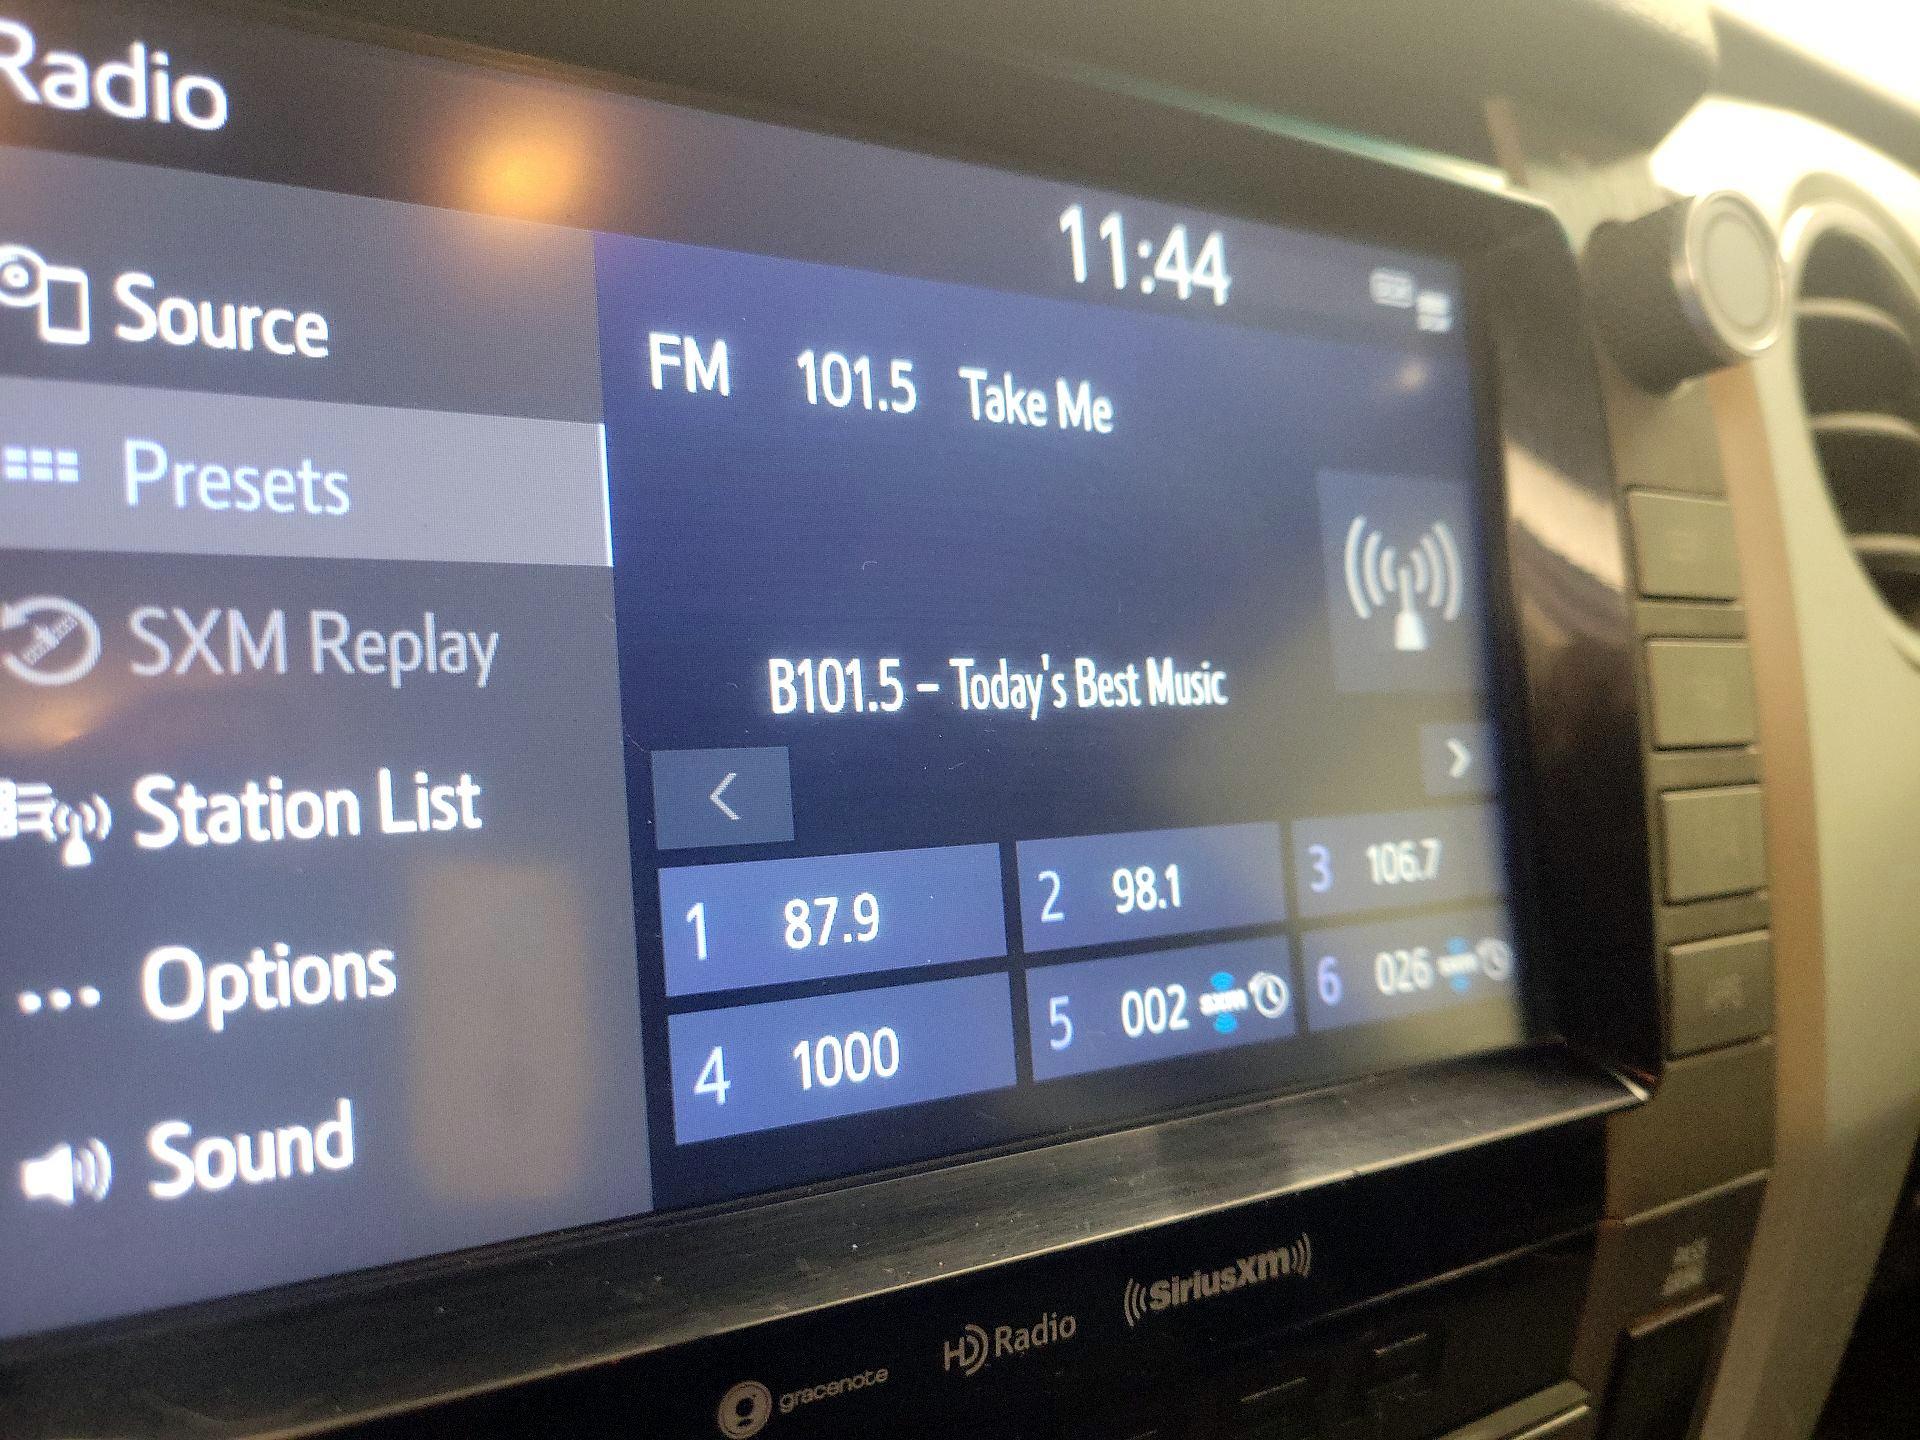 Radio
11:44
Source
Presets
SXM Replay
Station List
Options
Sound
FM 101.5 Take Me
B101.5 – Today's Best Music
<
>
1 87.9
2 98.1
3 106.7
4 1000
5 002 sxm
6 026
gracenote
HD Radio
SiriusXM